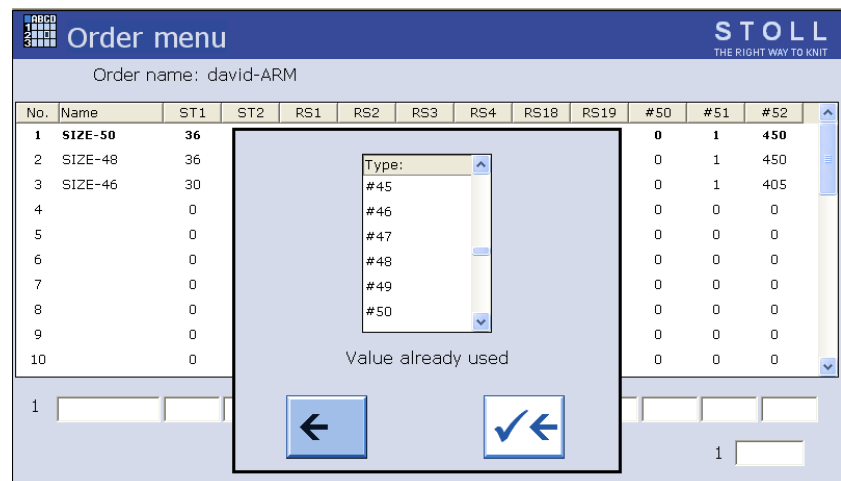 ABCD
1
2
3
Order menu
STOLL
THE RIGHT WAY TO KNIT
Order name: david-ARM
No. Name ST1 ST2 RS1 RS2 RS3 RS4 RS18 RS19 #50 #51 #52
1 SIZE-50 36 0 1 450
2 SIZE-48 36 0 1 450
3 SIZE-46 30 0 1 405
4 0 0 0 0
5 0 0 0 0
6 0 0 0 0
7 0 0 0 0
8 0 0 0 0
9 0 0 0 0
10 0 0 0 0
Type:
#45
#46
#47
#48
#49
#50
Value already used
1
1